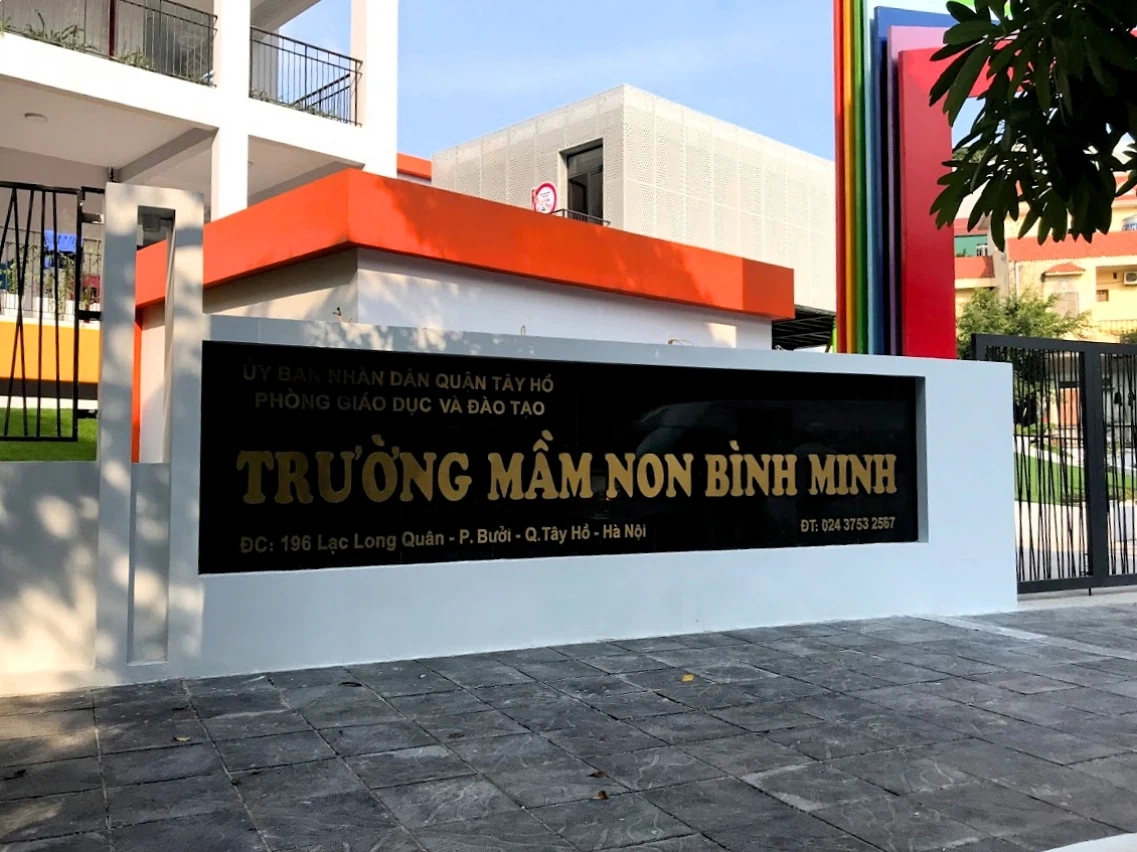 ỦY BAN NHÂN DÂN QUẬN TÂY HỒ
PHÒNG GIÁO DỤC VÀ ĐÀO TẠO
TRƯỜNG MẦM NON BÌNH MINH
ĐC: 196 Lạc Long Quân - P. Bưởi - Q.Tây Hồ - Hà Nội
ĐT: 024 3753 2567